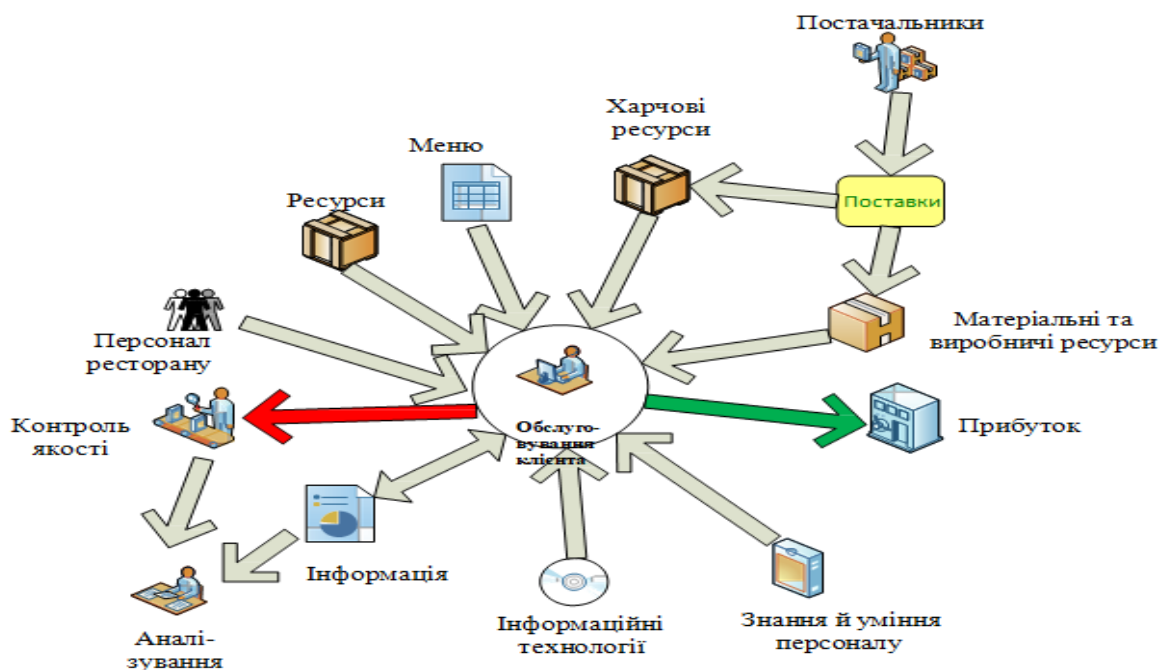 Постачальники
Харчові
ресурси
Меню
Поставки
Ресурси
Матеріальні та
виробничі ресурси
Персонал
ресторану
Контроль
якості
Обслуго-
вування
клієнта
Прибуток
Інформація
Інформаційні
технології
Знання й уміння
персоналу
Аналі-
зування